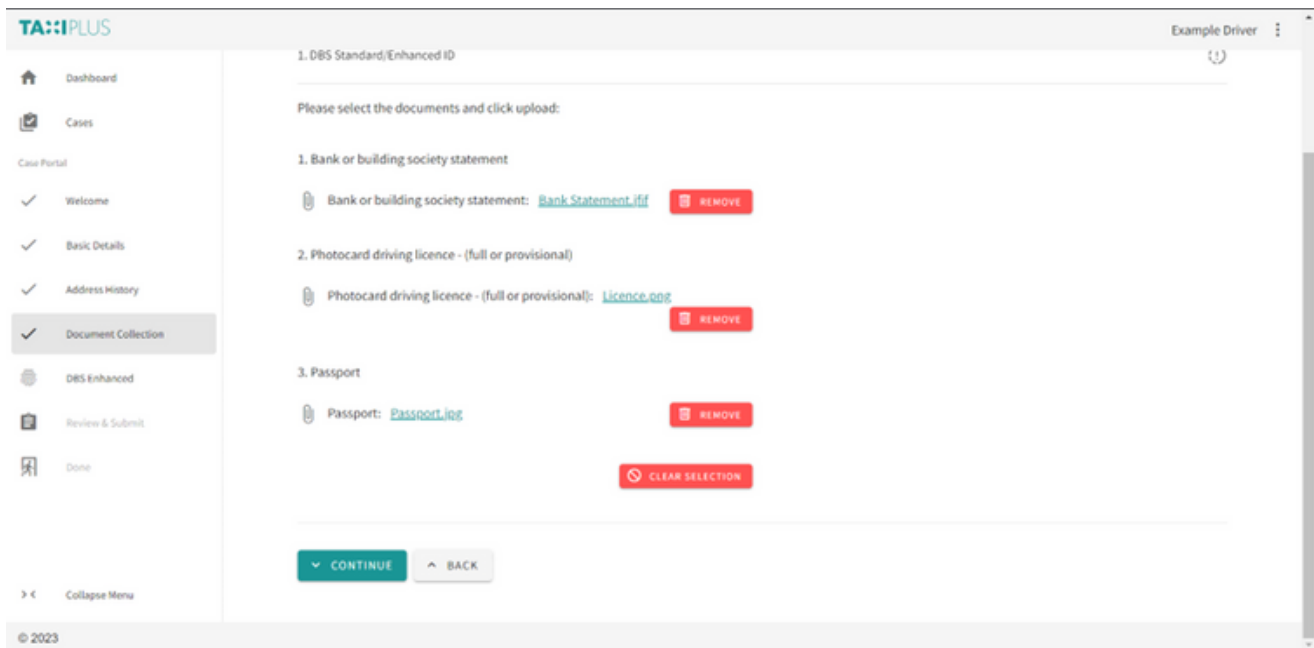 TAXIPLUS
Example Driver
Dashboard
Cases
Case Portal
Welcome
Basic Details
Address History
Document Collection
DBS Enhanced
Review & Submit
Done
Collapse Menu
1. DBS Standard/Enhanced ID
Please select the documents and click upload:
1. Bank or building society statement
Bank or building society statement: Bank Statement.jfif
REMOVE
2. Photocard driving licence - (full or provisional)
Photocard driving licence - (full or provisional): Licence.png
REMOVE
3. Passport
Passport: Passport.jpg
REMOVE
CLEAR SELECTION
CONTINUE
BACK
© 2023